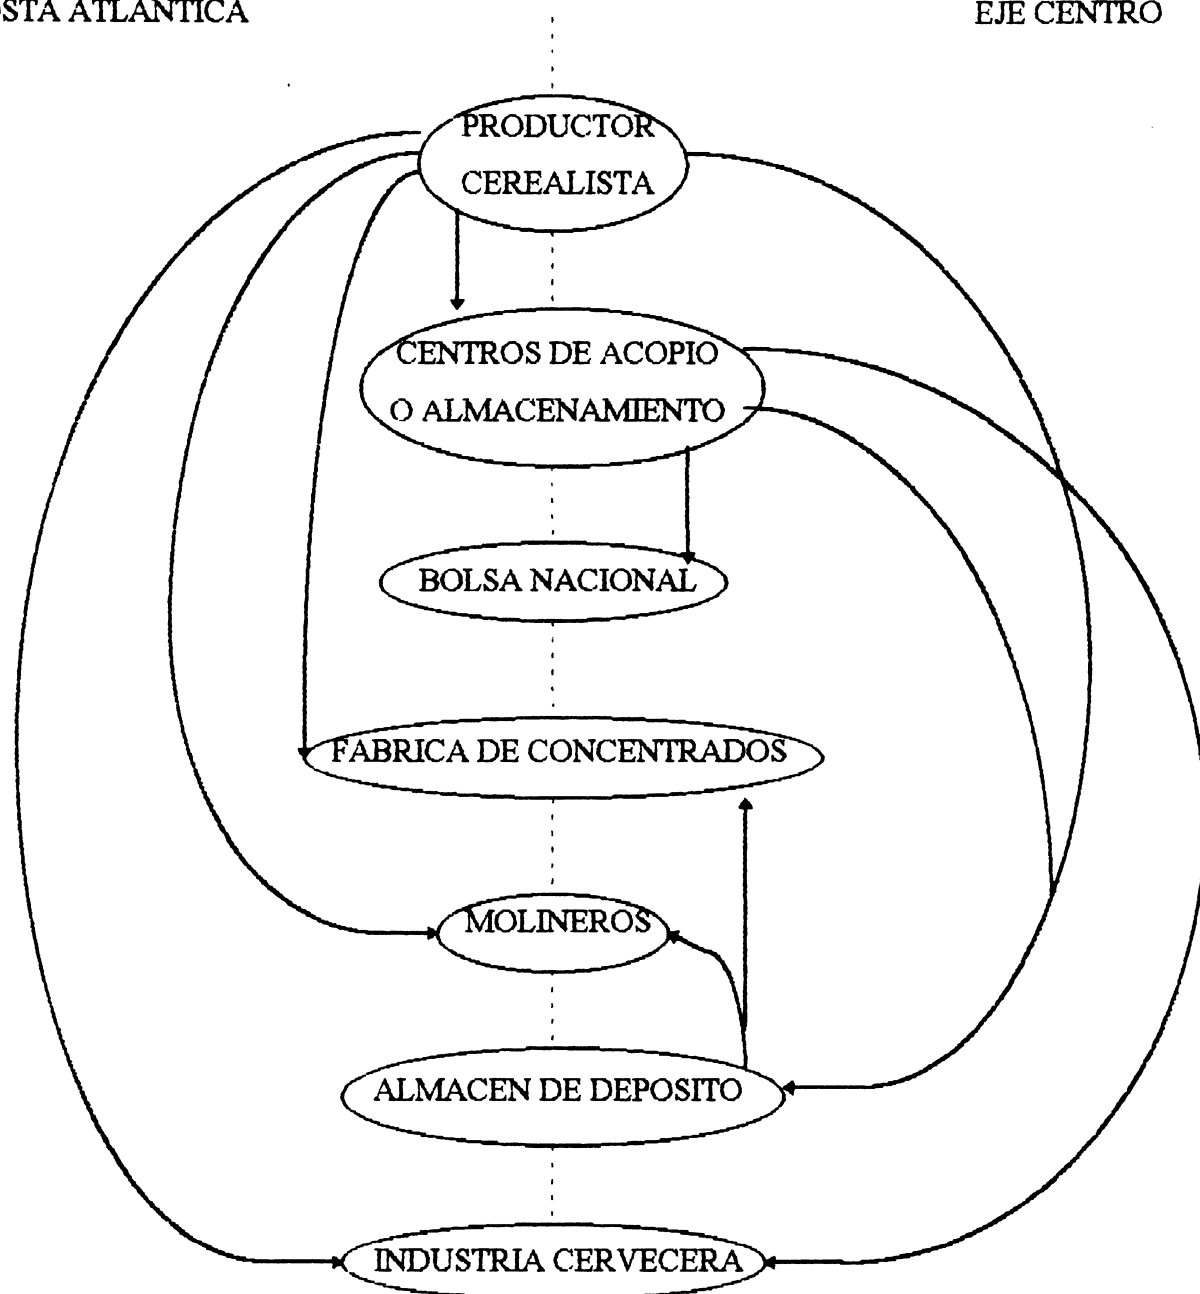 OSTA ATLANTICA
EJE CENTRO
PRODUCTOR
CEREALISTA
CENTROS DE ACOPIO
O ALMACENAMIENTO
BOLSA NACIONAL
FABRICA DE CONCENTRADOS
MOLINEROS
ALMACEN DE DEPOSITO
INDUSTRIA CERVECERA